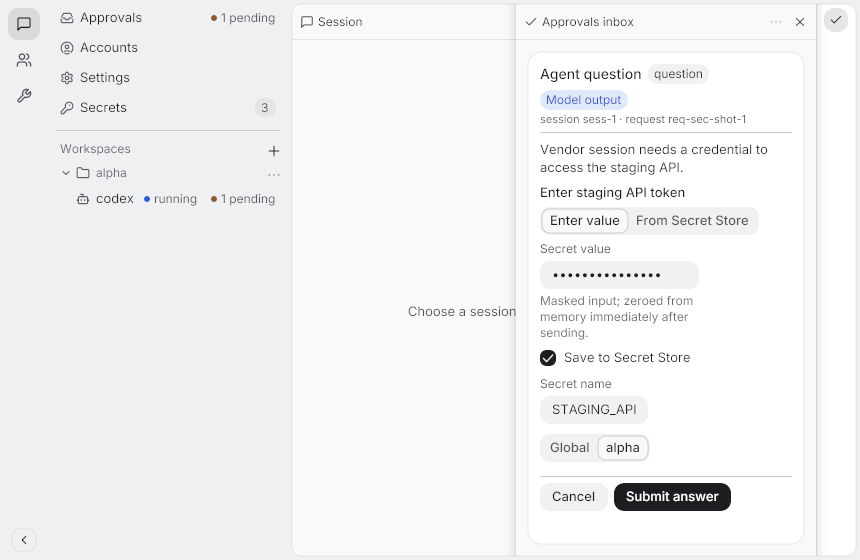 Approvals
1 pending
Accounts
Settings
Secrets
3
Workspaces
alpha
codex
running
1 pending
Session
Choose a session
Approvals inbox
Agent question
question
Model output
session sess-1 · request req-sec-shot-1
Vendor session needs a credential to
access the staging API.
Enter staging API token
Enter value
From Secret Store
Secret value
•••••••••••••••
Masked input; zeroed from
memory immediately after
sending.
Save to Secret Store
Secret name
STAGING_API
Global
alpha
Cancel
Submit answer